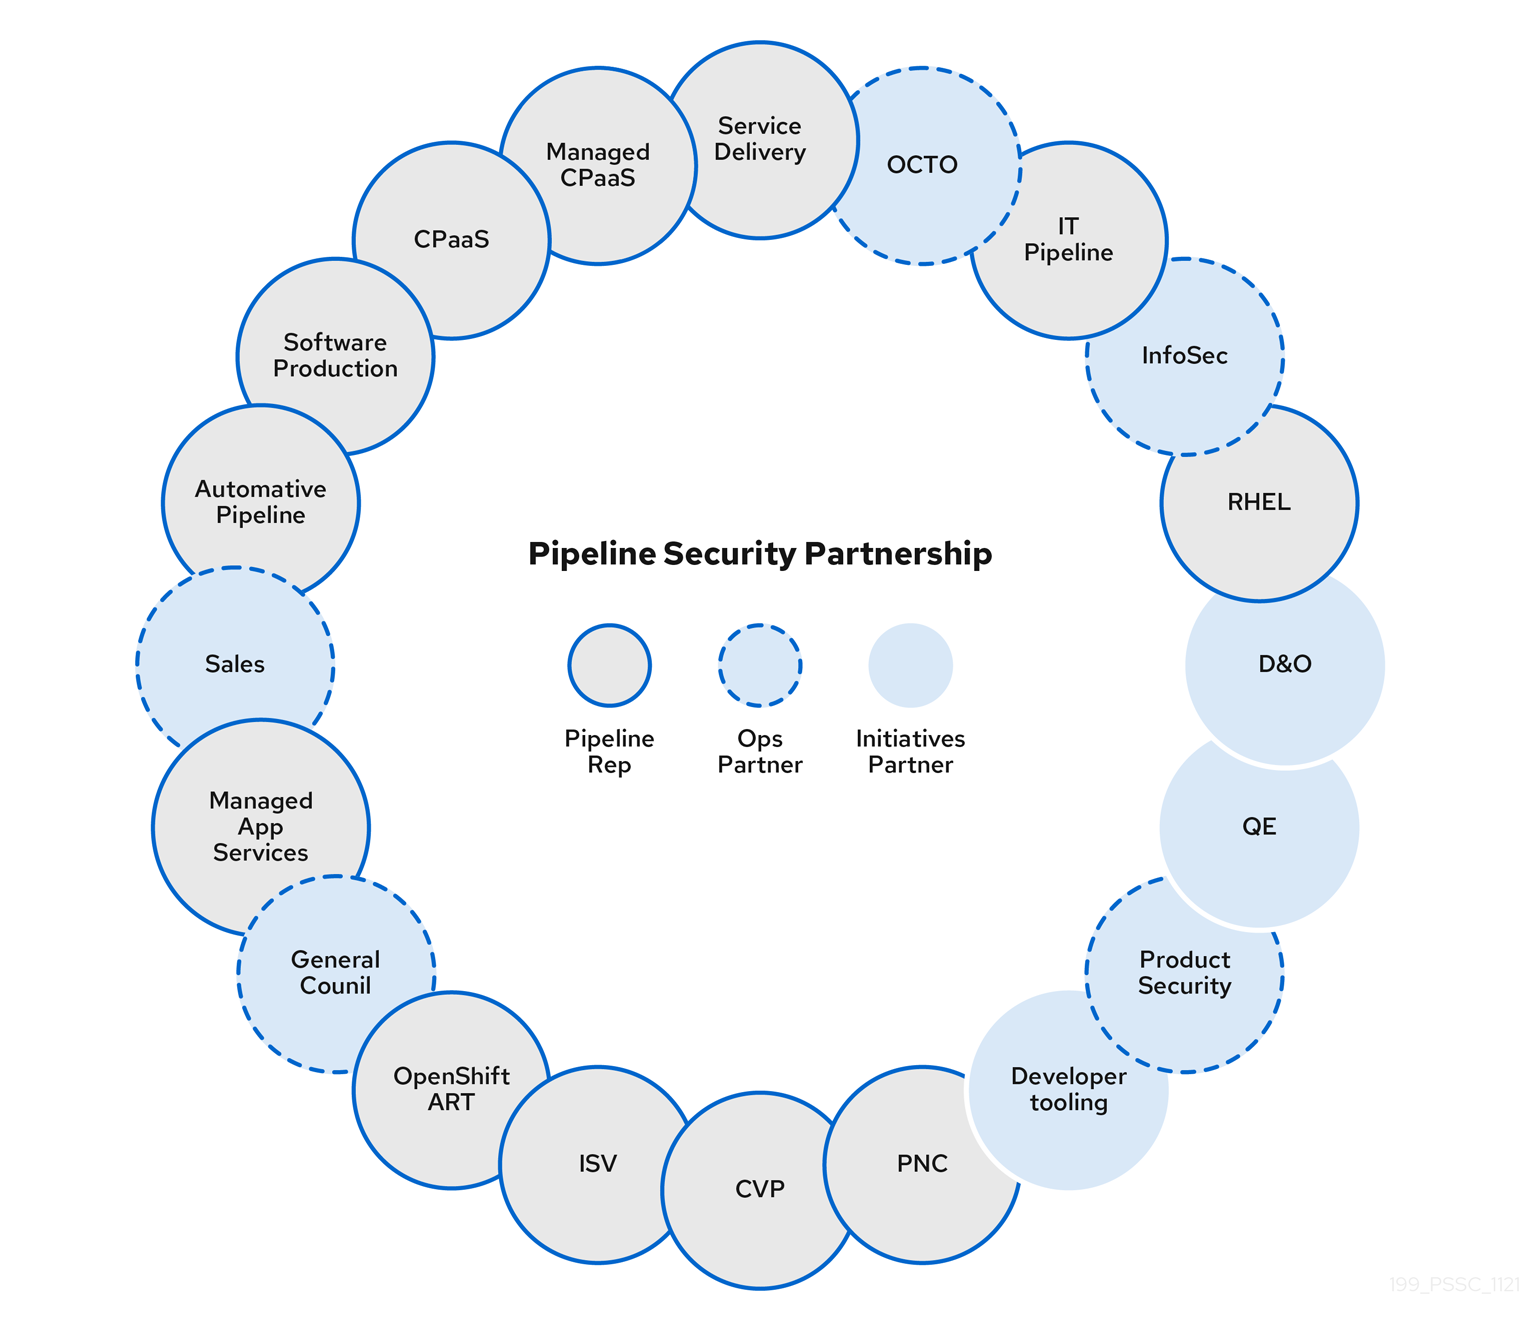 Service
Delivery
OCTO
IT
Pipeline
InfoSec
RHEL
D&O
QE
Product
Security
Developer
tooling
PNC
CVP
ISV
OpenShift
ART
General
Counil
Managed
App
Services
Sales
Automative
Pipeline
Software
Production
CPaaS
Managed
CPaaS
Pipeline Security Partnership
Pipeline
Rep
Ops
Partner
Initiatives
Partner
199_PSSC_1121